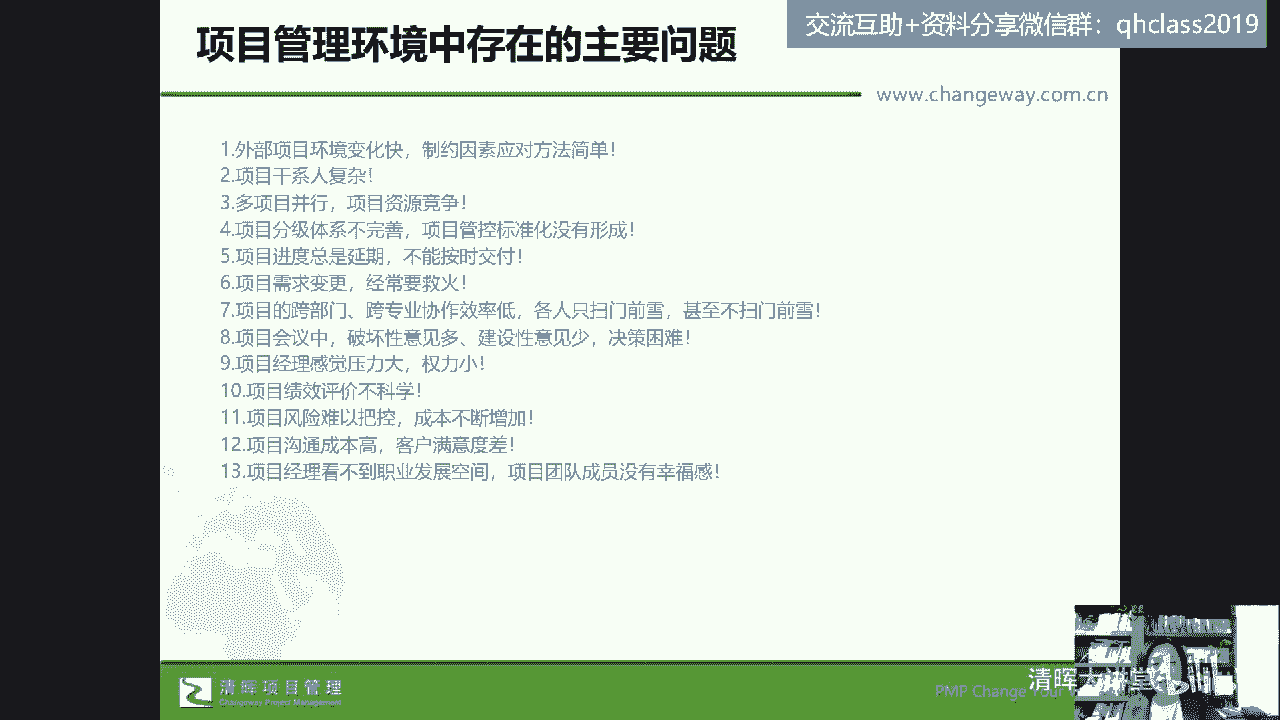 交流互助+资料分享微信群：qhclass2019
项目管理环境中存在的主要问题
www.changeway.com.cn
1.外部项目环境变化快，制约因素应对方法简单！
2.项目干系人复杂！
3.多项目并行，项目资源竞争！
4.项目分级体系不完善，项目管控标准化没有形成！
5.项目进度总是延期，不能按时交付！
6.项目需求变更，经常要救火！
7.项目的跨部门、跨专业协作效率低，各人只扫门前雪，甚至不扫门前雪！
8.项目会议中，破坏性意见多、建设性意见少，决策困难！
9.项目经理感觉压力大，权力小！
10.项目绩效评价不科学！
11.项目风险难以把控，成本不断增加！
12.项目沟通成本高，客户满意度差！
13.项目经理看不到职业发展空间，项目团队成员没有幸福感！
清晖项目管理
Changeway Project Management
PMP Change Your
清晖大讲堂